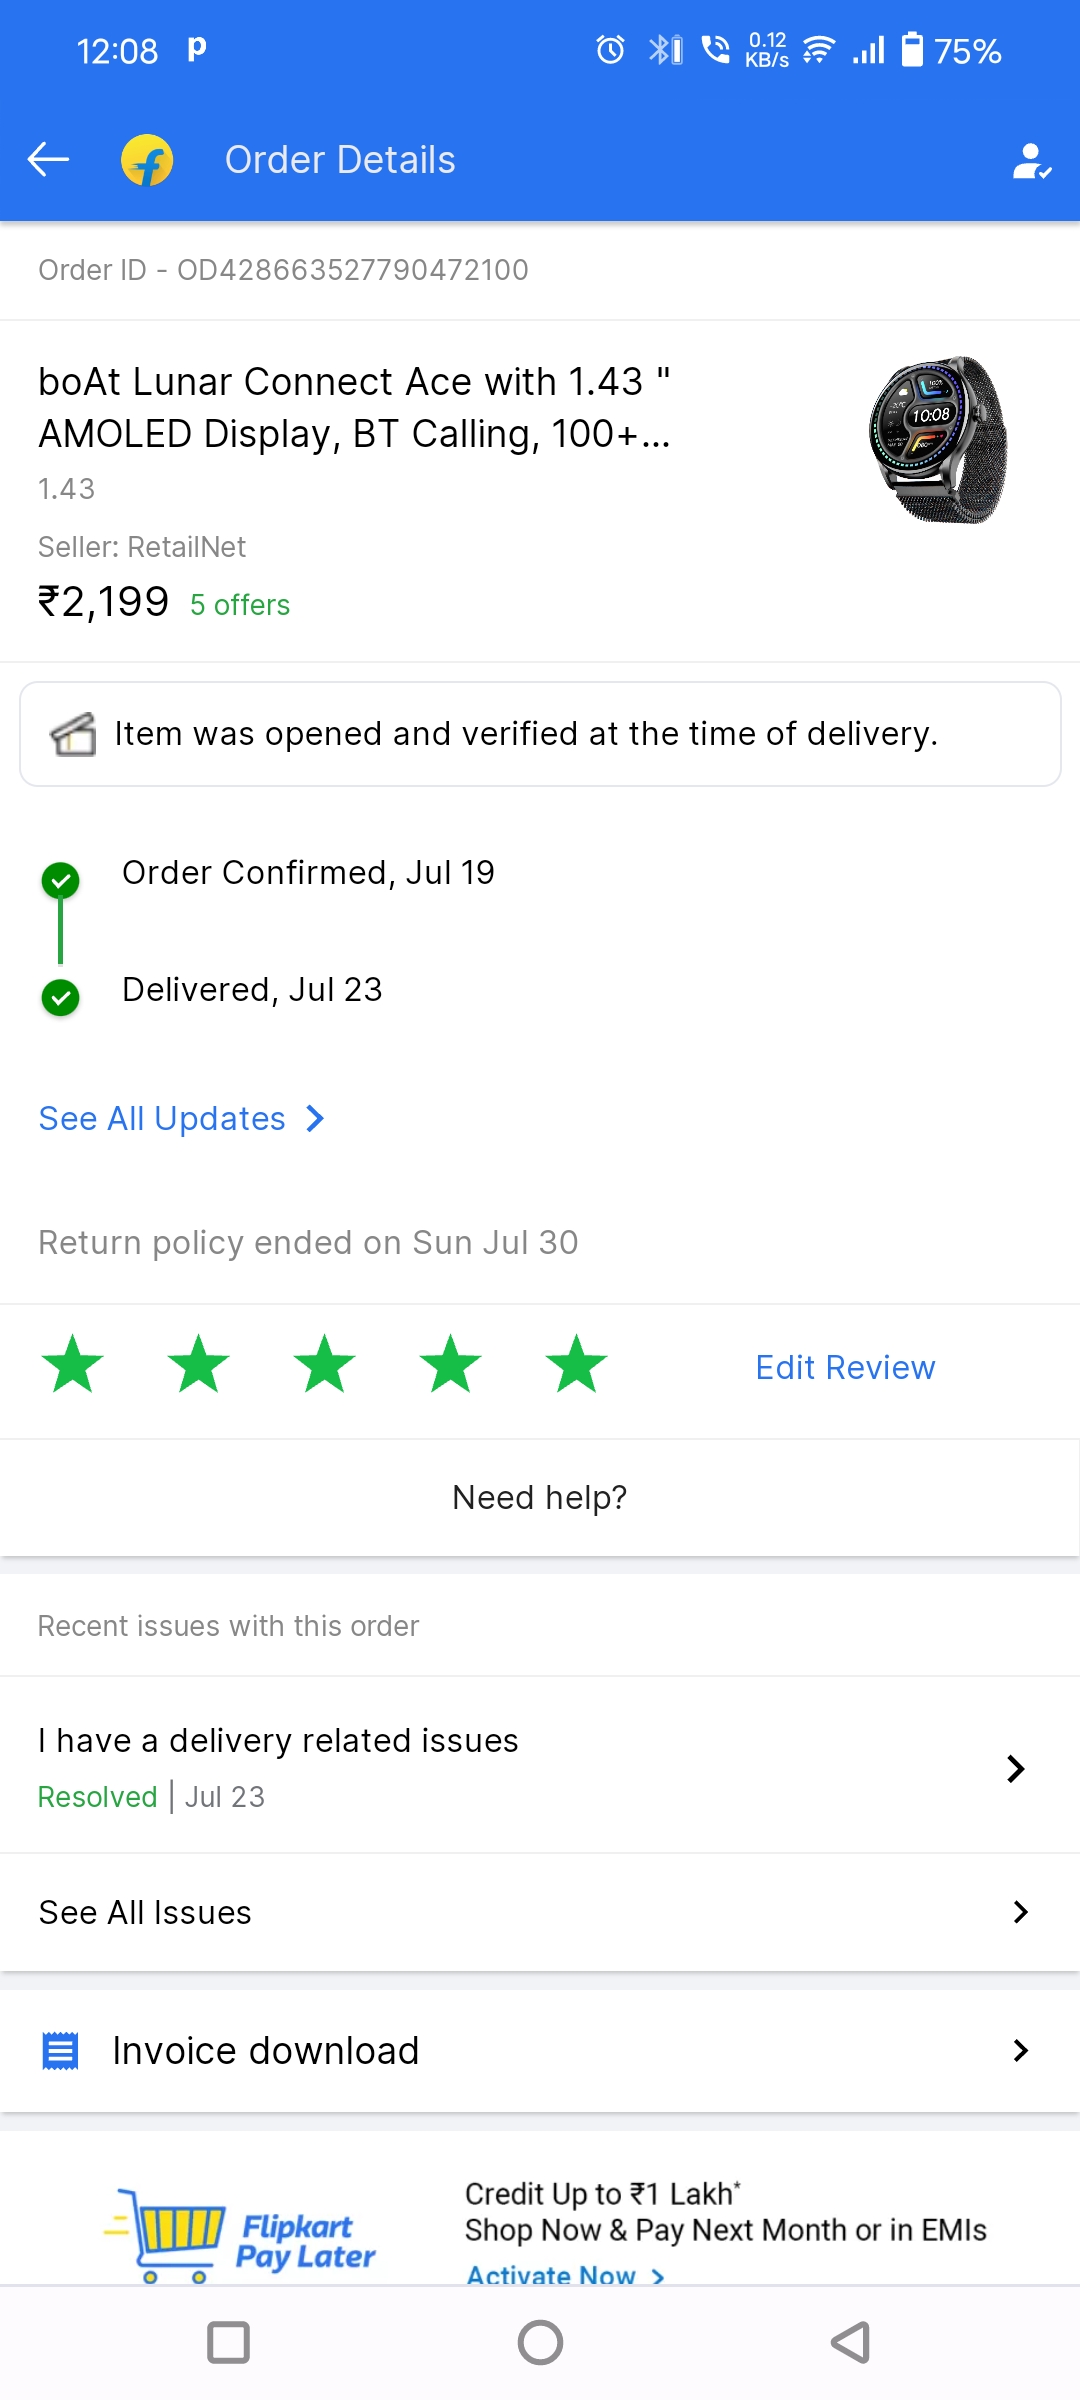 12:08 p 0.12 KB/s 75%
Order Details
Order ID - OD428663527790472100
boAt Lunar Connect Ace with 1.43 "
AMOLED Display, BT Calling, 100+...
1.43
Seller: RetailNet
₹2,199 5 offers
Item was opened and verified at the time of delivery.
Order Confirmed, Jul 19
Delivered, Jul 23
See All Updates
Return policy ended on Sun Jul 30
Edit Review
Need help?
Recent issues with this order
I have a delivery related issues
Resolved | Jul 23
See All Issues
Invoice download
Flipkart
Pay Later
Credit Up to ₹1 Lakh*
Shop Now & Pay Next Month or in EMIs
Activate Now
10:08